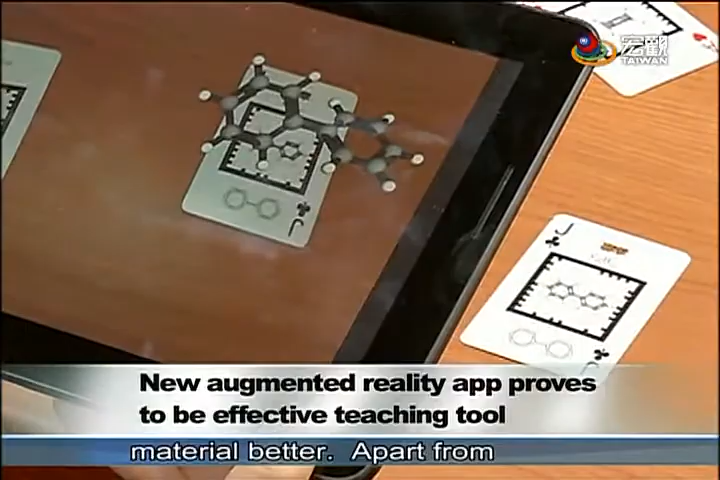 宏觀
TAIWAN
J
J
J
New augmented reality app proves
to be effective teaching tool
material better. Apart from